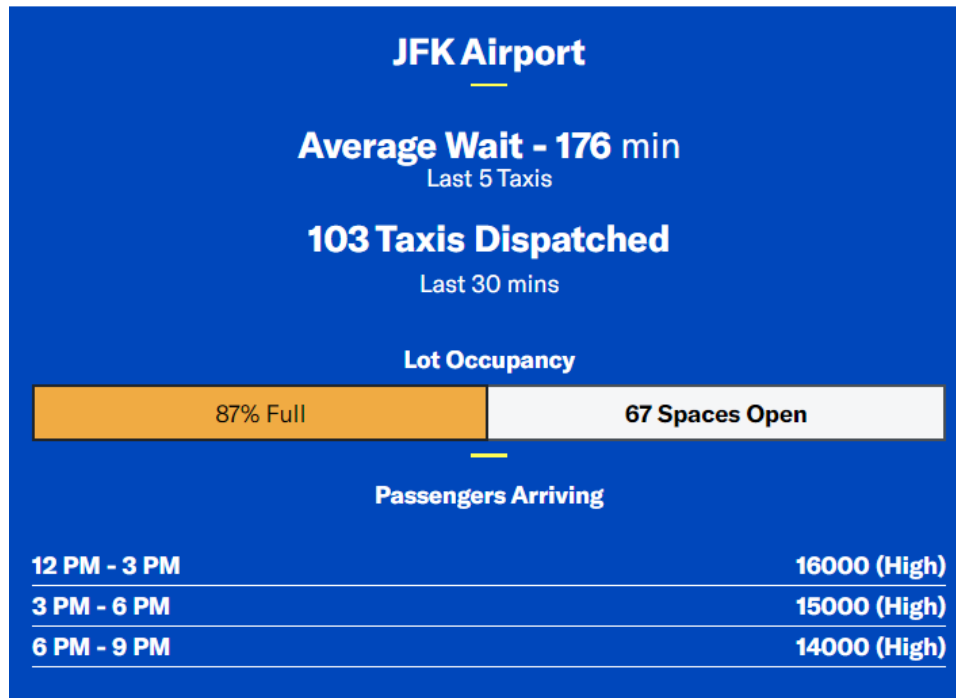 JFK Airport
Average Wait - 176 min
Last 5 Taxis
103 Taxis Dispatched
Last 30 mins
Lot Occupancy
87% Full 67 Spaces Open
Passengers Arriving
12 PM - 3 PM 16000 (High)
3 PM - 6 PM 15000 (High)
6 PM - 9 PM 14000 (High)